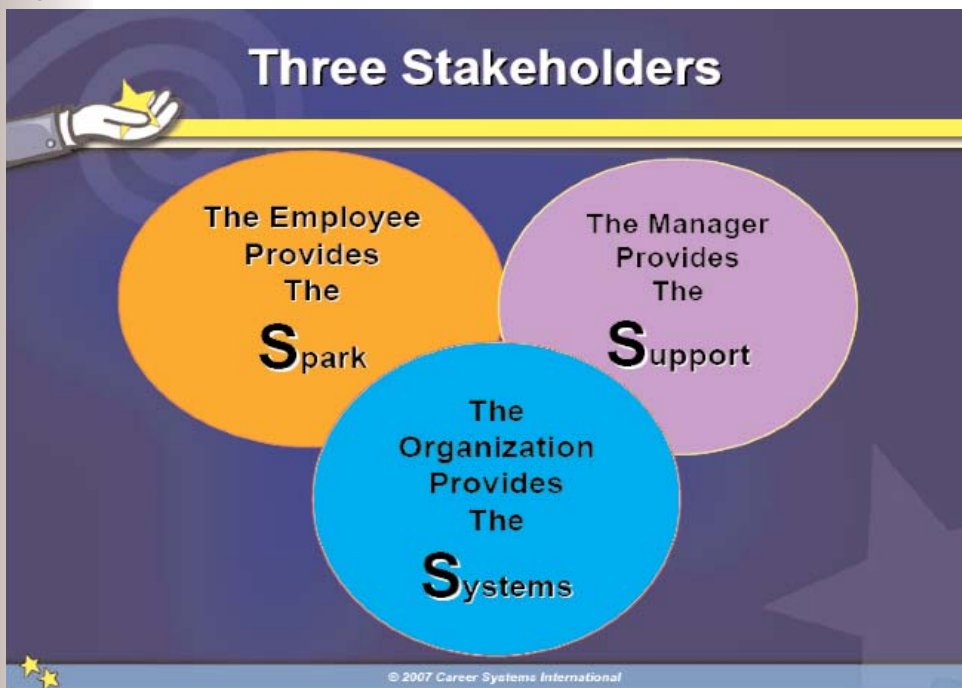 Three Stakeholders
The Employee
Provides
The
Spark
The Manager
Provides
The
Support
The
Organization
Provides
The
Systems
© 2007 Career Systems International